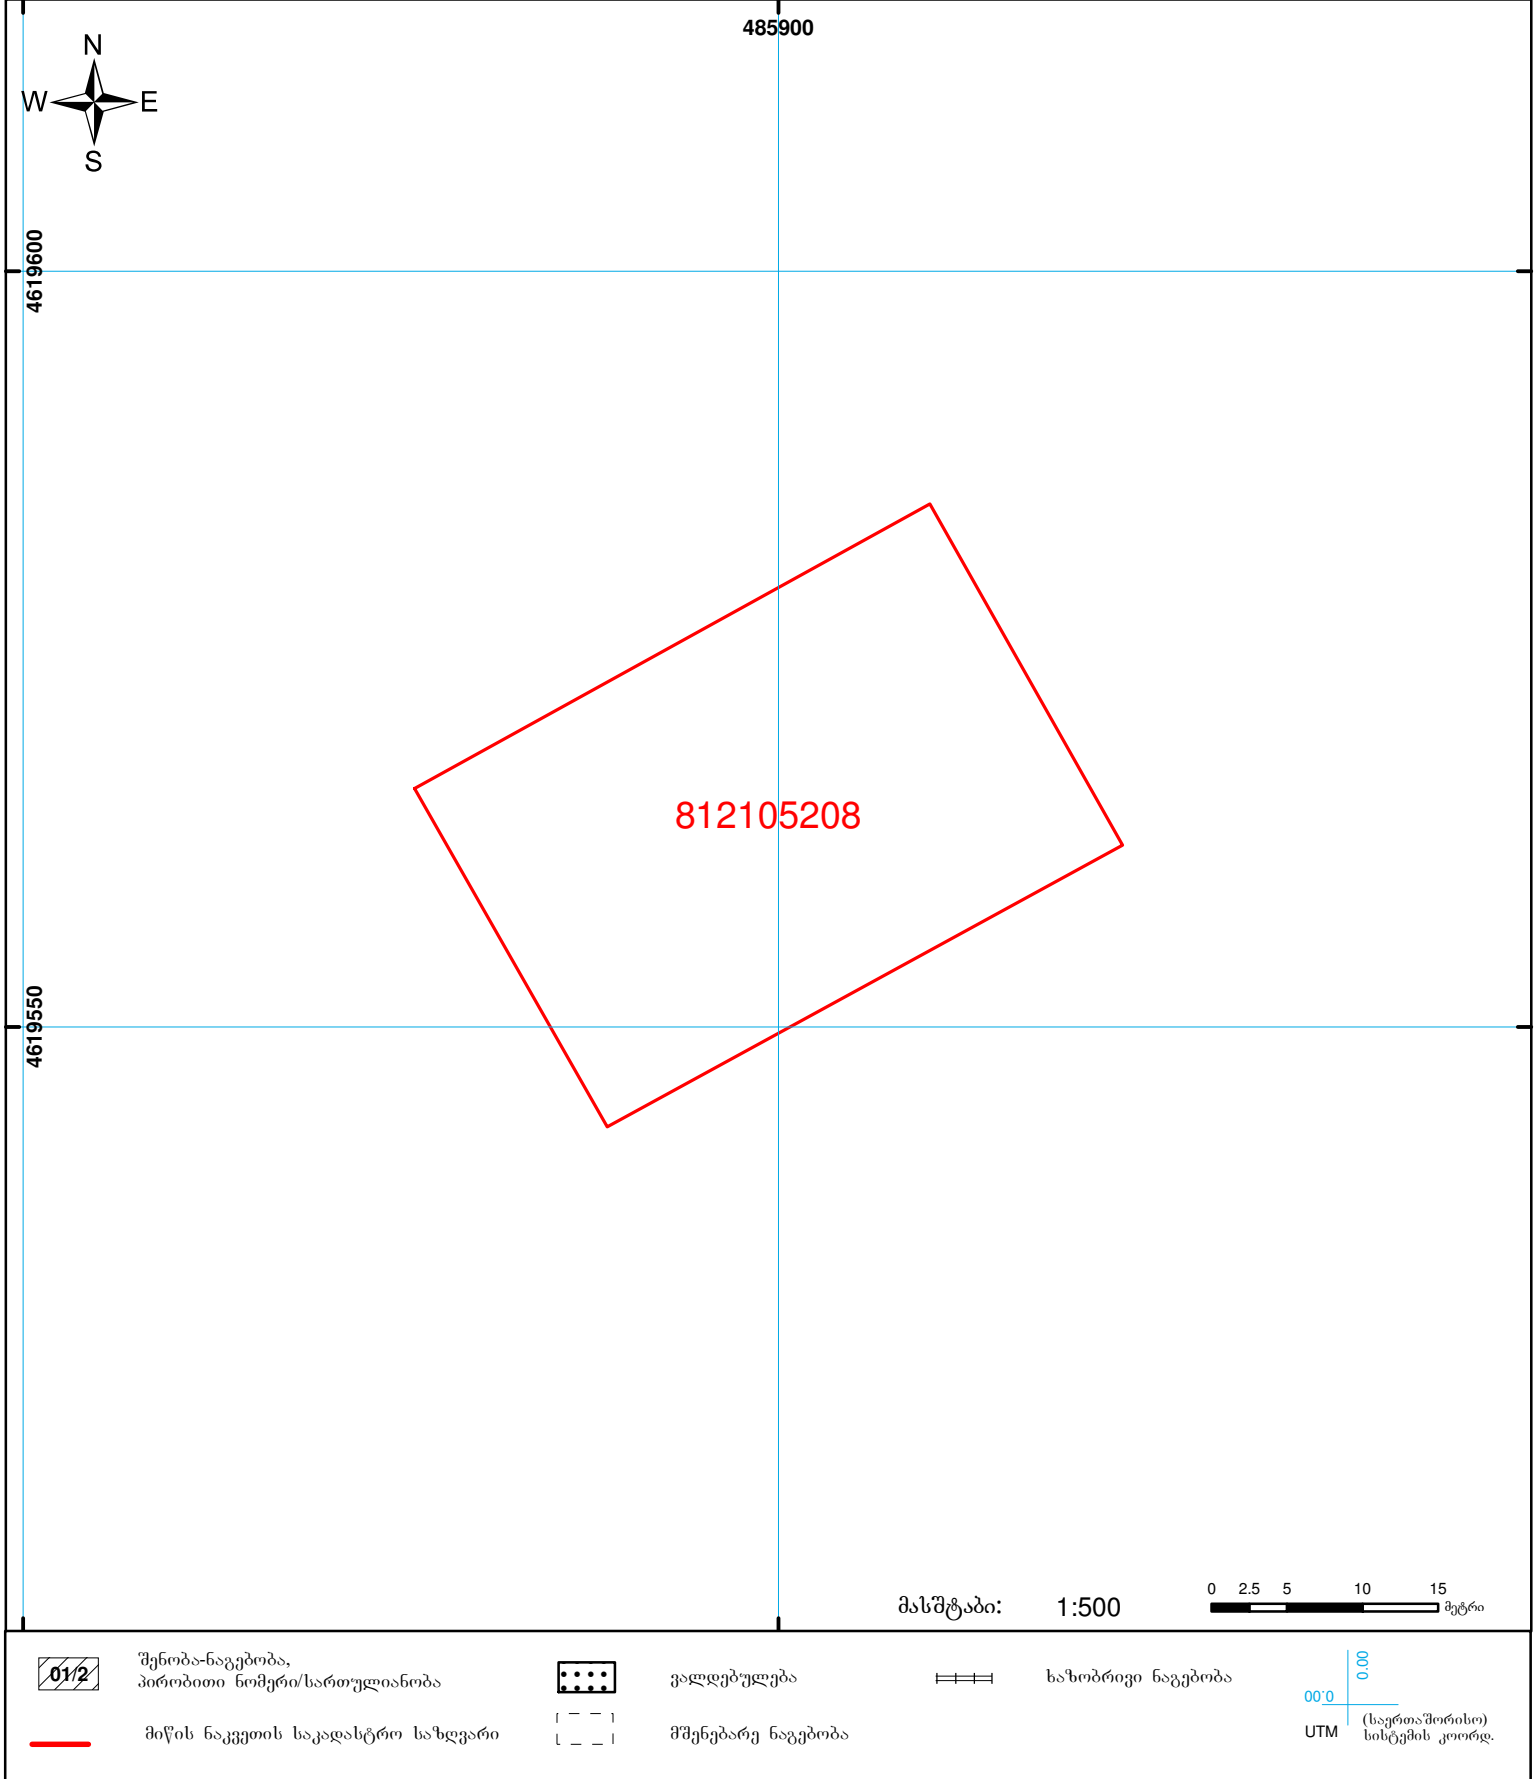 485900
N
W E
S
4619600
812105208
4619550
მასშტაბი: 1:500
0 2.5 5 10 15
მეტრი
01/2
შენობა-ნაგებობა,
პირობითი ნომერი/სართულიანობა
ვალდებულება
ხაზობრივი ნაგებობა
0.00
0.00
მიწის ნაკვეთის საკადასტრო საზღვარი
მშენებარე ნაგებობა
UTM
(საერთაშორისო)
სისტემის კოორდ.